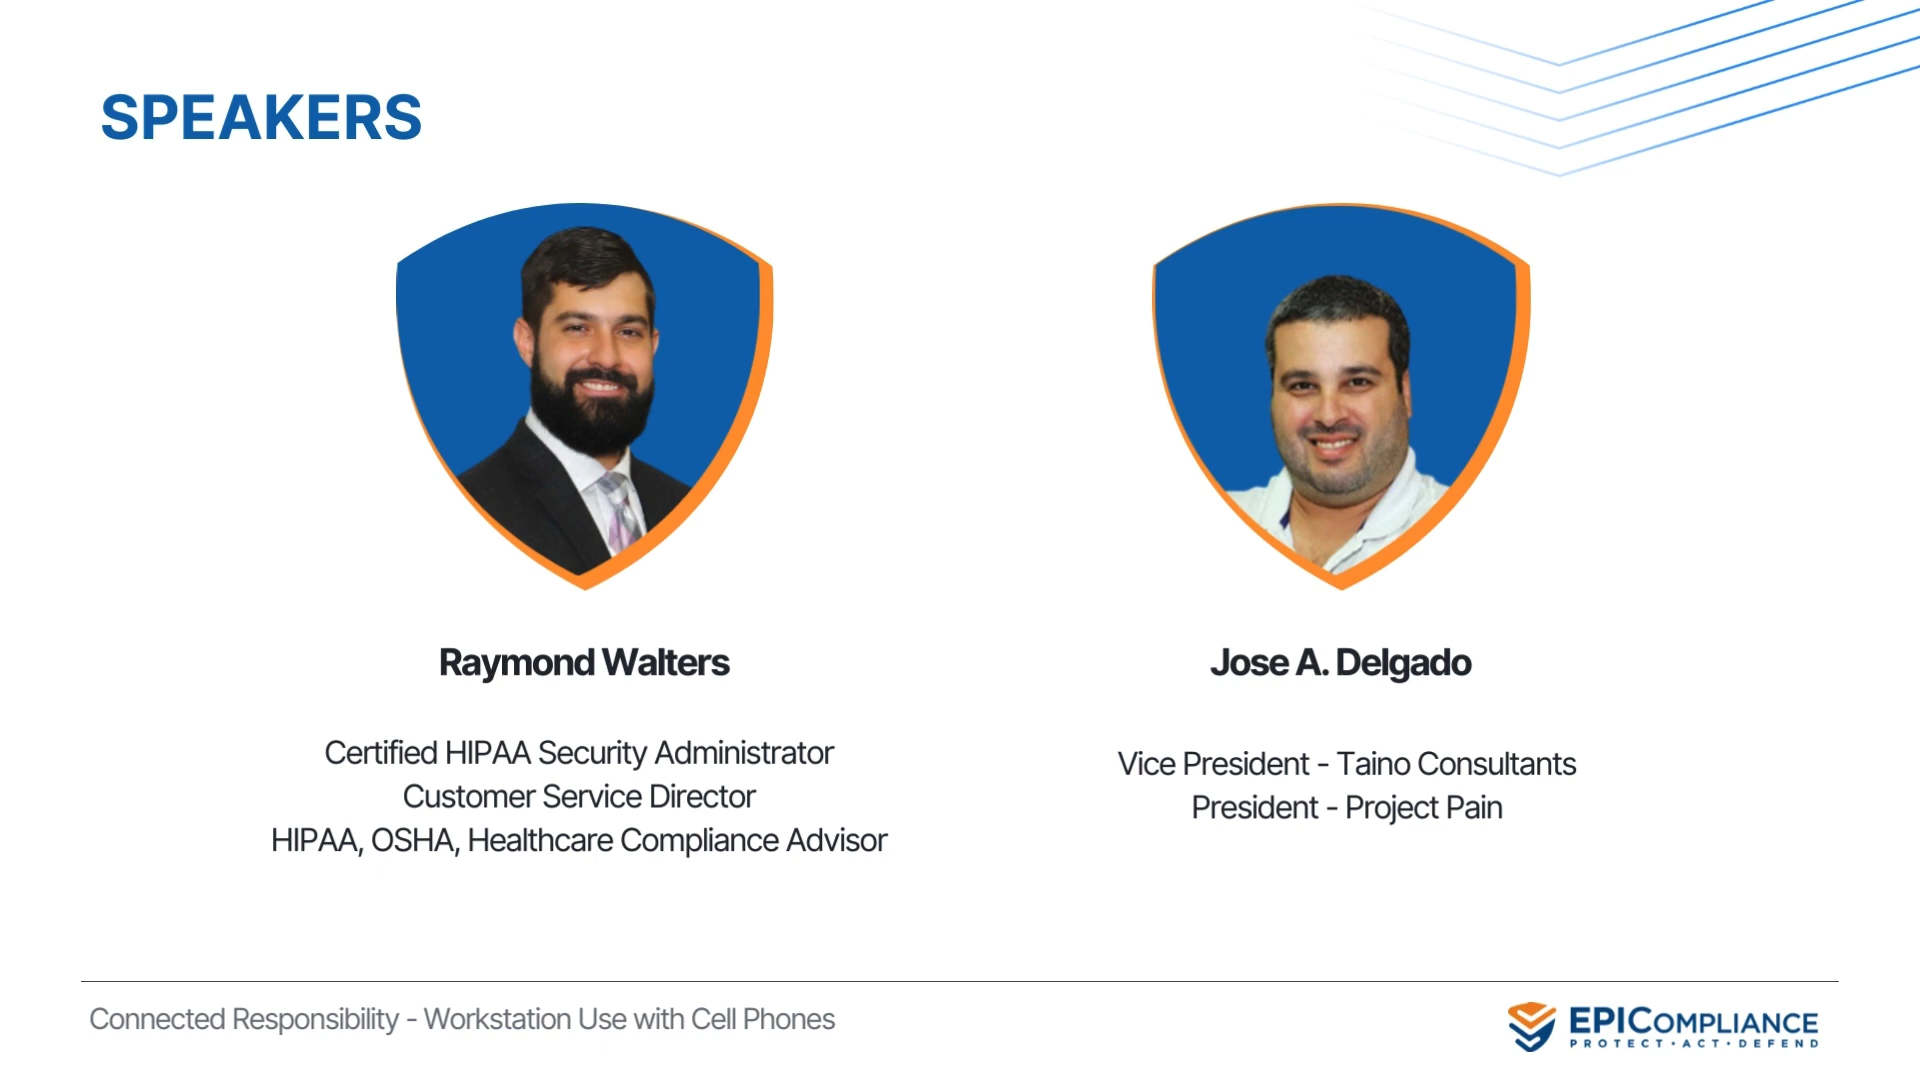 SPEAKERS
Raymond Walters
Certified HIPAA Security Administrator
Customer Service Director
HIPAA, OSHA, Healthcare Compliance Advisor
Jose A. Delgado
Vice President - Taino Consultants
President - Project Pain
Connected Responsibility - Workstation Use with Cell Phones
EPICOMPLIANCE
PROTECT • ACT • DEFEND